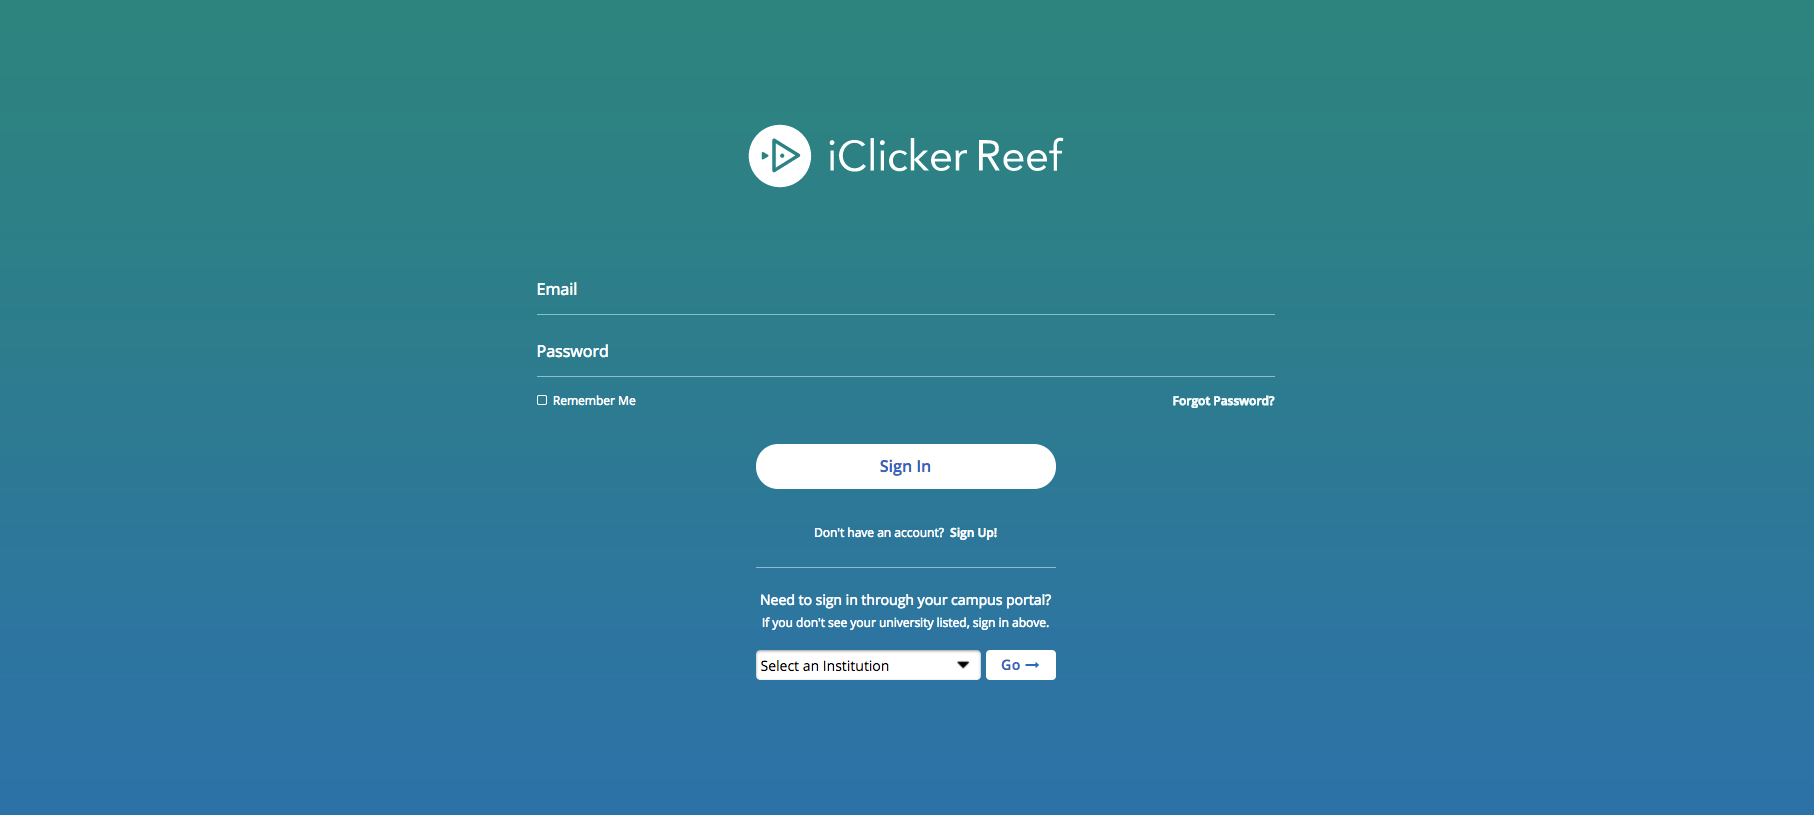 iClicker Reef
Email
Password
Remember Me
Forgot Password?
Sign In
Don't have an account? Sign Up!
Need to sign in through your campus portal?
If you don't see your university listed, sign in above.
Select an Institution
Go →